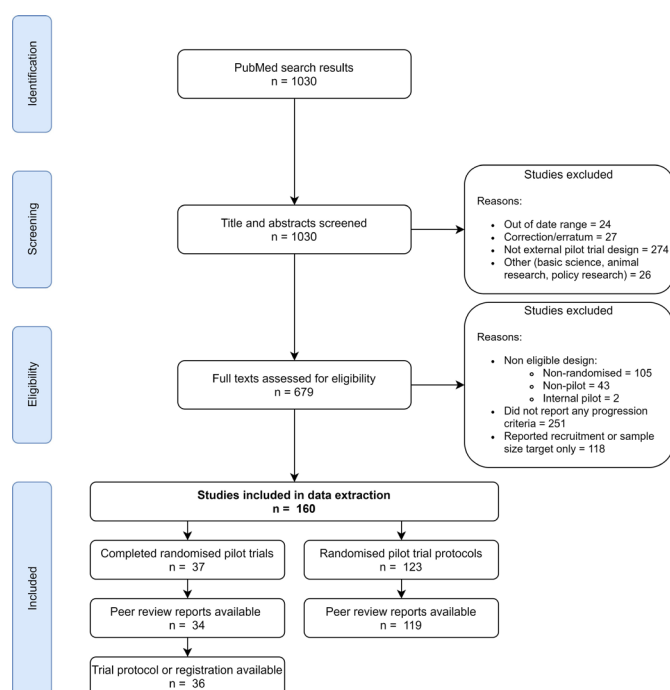 Identification
PubMed search results
n = 1030
Screening
Title and abstracts screened
n = 1030
Studies excluded
Reasons:
• Out of date range = 24
• Correction/erratum = 27
• Not external pilot trial design = 274
• Other (basic science, animal
research, policy research) = 26
Eligibility
Full texts assessed for eligibility
n = 679
Studies excluded
Reasons:
• Non eligible design:
o Non-randomised = 105
o Non-pilot = 43
o Internal pilot = 2
• Did not report any progression
criteria = 251
• Reported recruitment or sample
size target only = 118
Included
Studies included in data extraction
n = 160
Completed randomised pilot trials
n = 37
Randomised pilot trial protocols
n = 123
Peer review reports available
n = 34
Peer review reports available
n = 119
Trial protocol or registration available
n = 36